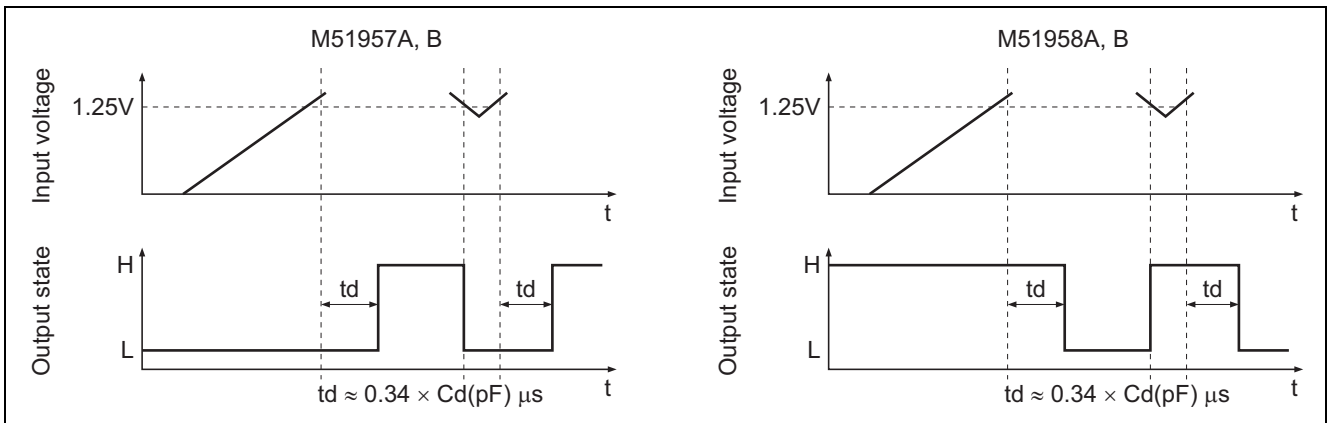 M51957A, B
Input voltage
1.25V
t
Output state
H
L
td
td
t
td ≈ 0.34 × Cd(pF) μs
M51958A, B
Input voltage
1.25V
t
Output state
H
L
td
td
t
td ≈ 0.34 × Cd(pF) μs